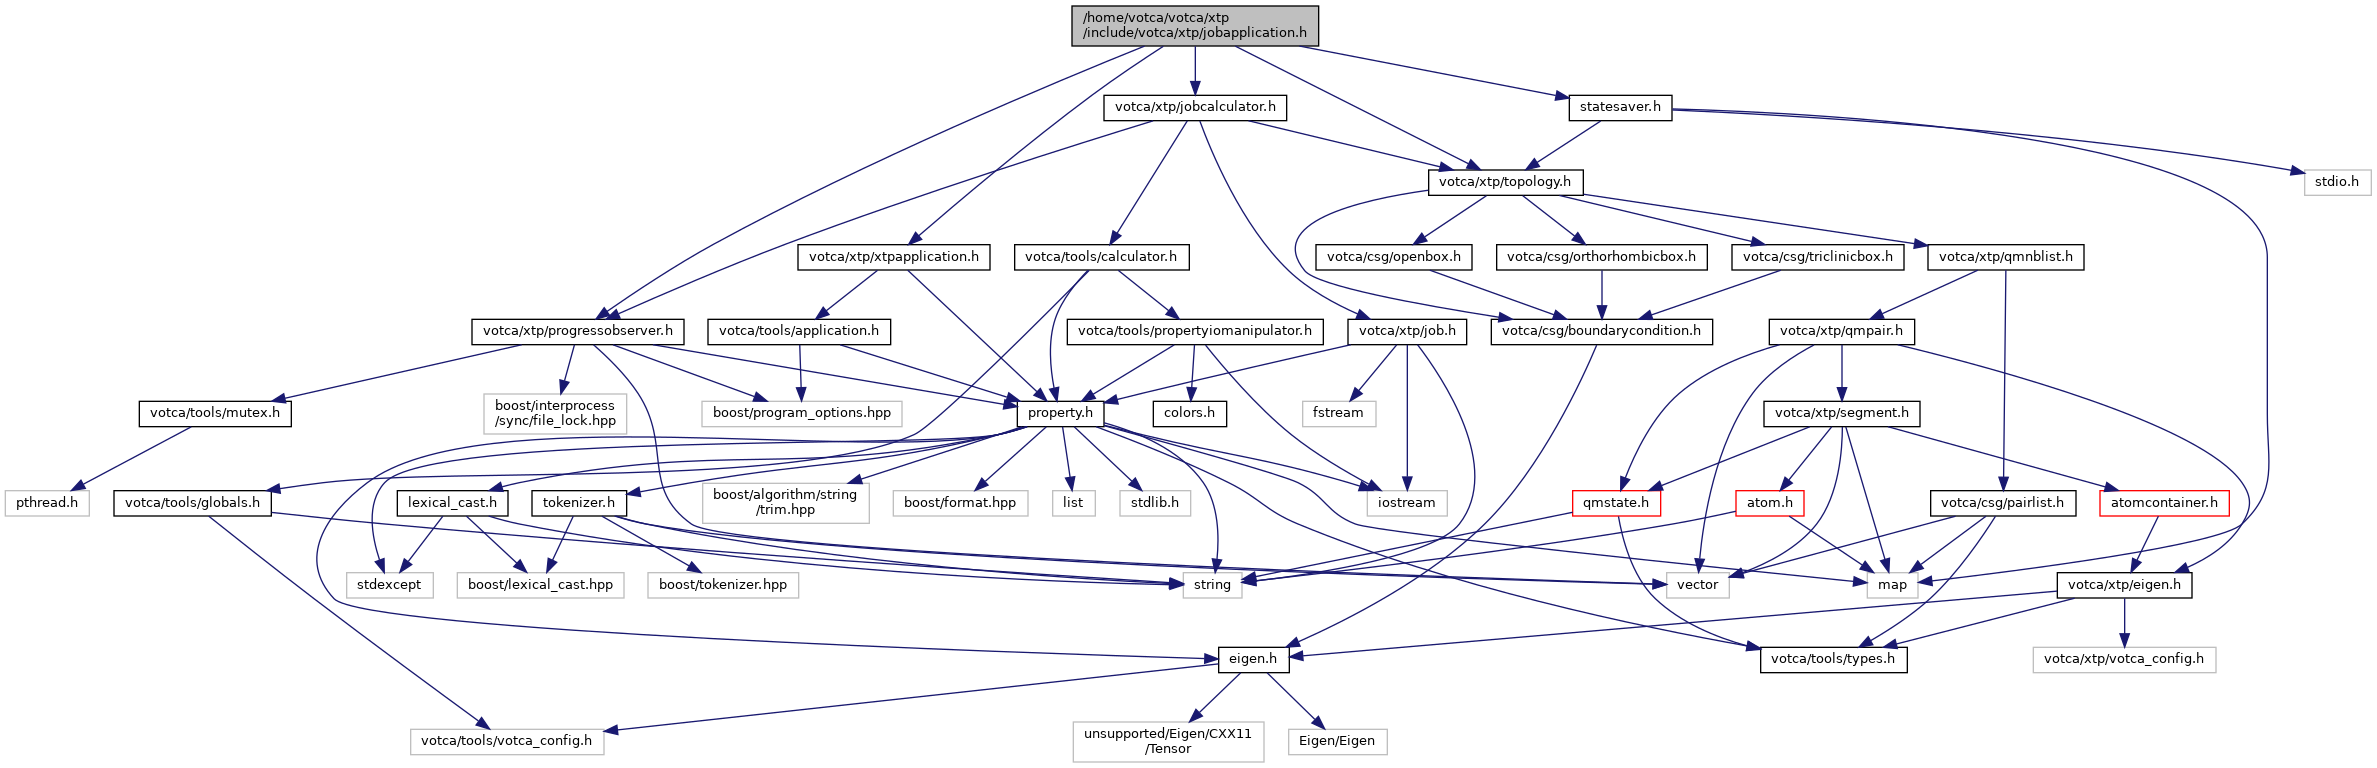 /home/votca/votca/xtp
/include/votca/xtp/jobapplication.h
votca/xtp/jobcalculator.h
statesaver.h
votca/xtp/topology.h
stdio.h
votca/xtp/xtpapplication.h
votca/tools/calculator.h
votca/csg/openbox.h
votca/csg/orthorhombicbox.h
votca/csg/triclinicbox.h
votca/xtp/qmnblist.h
votca/xtp/progressobserver.h
votca/tools/application.h
votca/tools/propertyiomanipulator.h
votca/xtp/job.h
votca/csg/boundarycondition.h
votca/xtp/qmpair.h
votca/tools/mutex.h
boost/interprocess
/sync/file_lock.hpp
boost/program_options.hpp
property.h
colors.h
fstream
votca/xtp/segment.h
pthread.h
votca/tools/globals.h
lexical_cast.h
tokenizer.h
boost/algorithm/string
/trim.hpp
boost/format.hpp
list
stdlib.h
iostream
qmstate.h
atom.h
votca/csg/pairlist.h
atomcontainer.h
stdexcept
boost/lexical_cast.hpp
boost/tokenizer.hpp
string
vector
map
votca/xtp/eigen.h
eigen.h
votca/tools/types.h
votca/xtp/votca_config.h
votca/tools/votca_config.h
unsupported/Eigen/CXX11
/Tensor
Eigen/Eigen